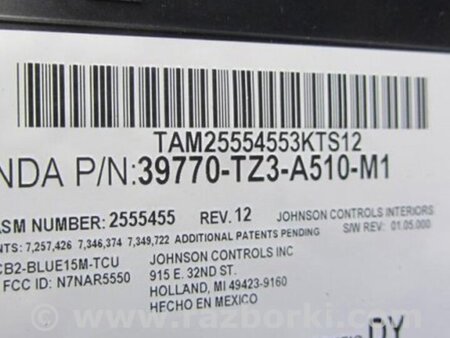 TAM25554553KTS12
NDA P/N:39770-TZ3-A510-M1
ASM NUMBER: 2555455 REV. 12 JOHNSON CONTROLS INTERIORS
ENTS: 7,257,426 7,346,374 7,349,722 ADDITIONAL PATENTS PENDING S/W REV: 01.05.000
CB2-BLUE15M-TCU JOHNSON CONTROLS INC
FCC ID: N7NAR5550 915 E. 32ND ST.
HOLLAND, MI 49423-9160
HECHO EN MEXICO
www.razborki.com